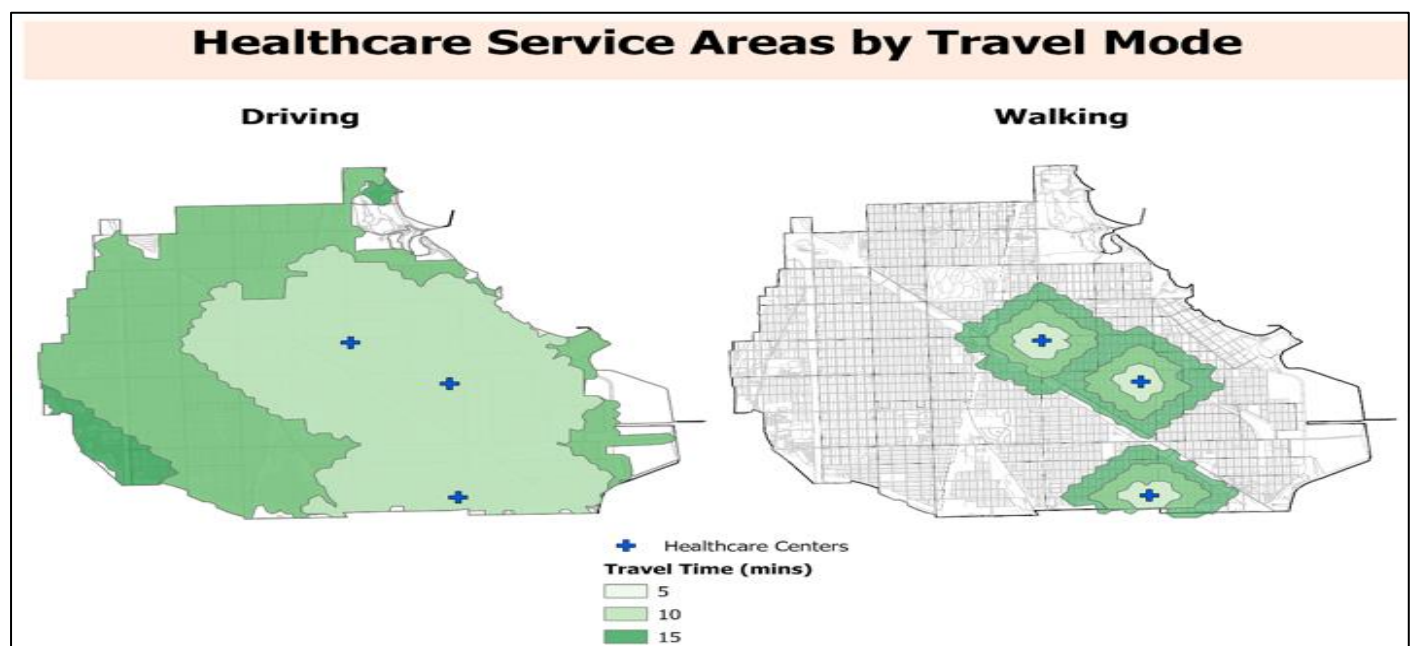 Healthcare Service Areas by Travel Mode
Driving
Walking
Healthcare Centers
Travel Time (mins)
5
10
15